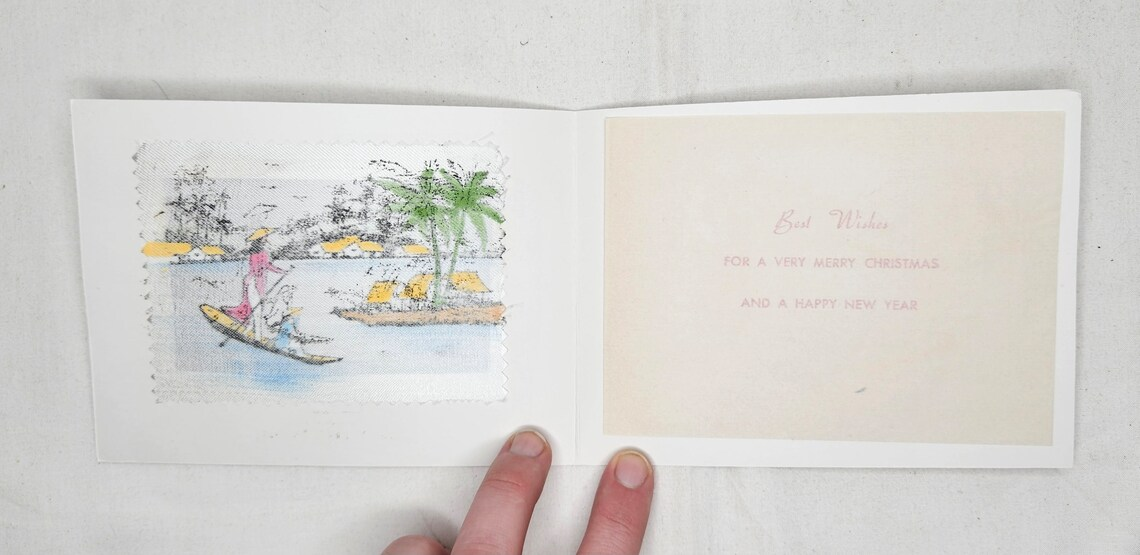 Best Wishes
FOR A VERY MERRY CHRISTMAS
AND A HAPPY NEW YEAR